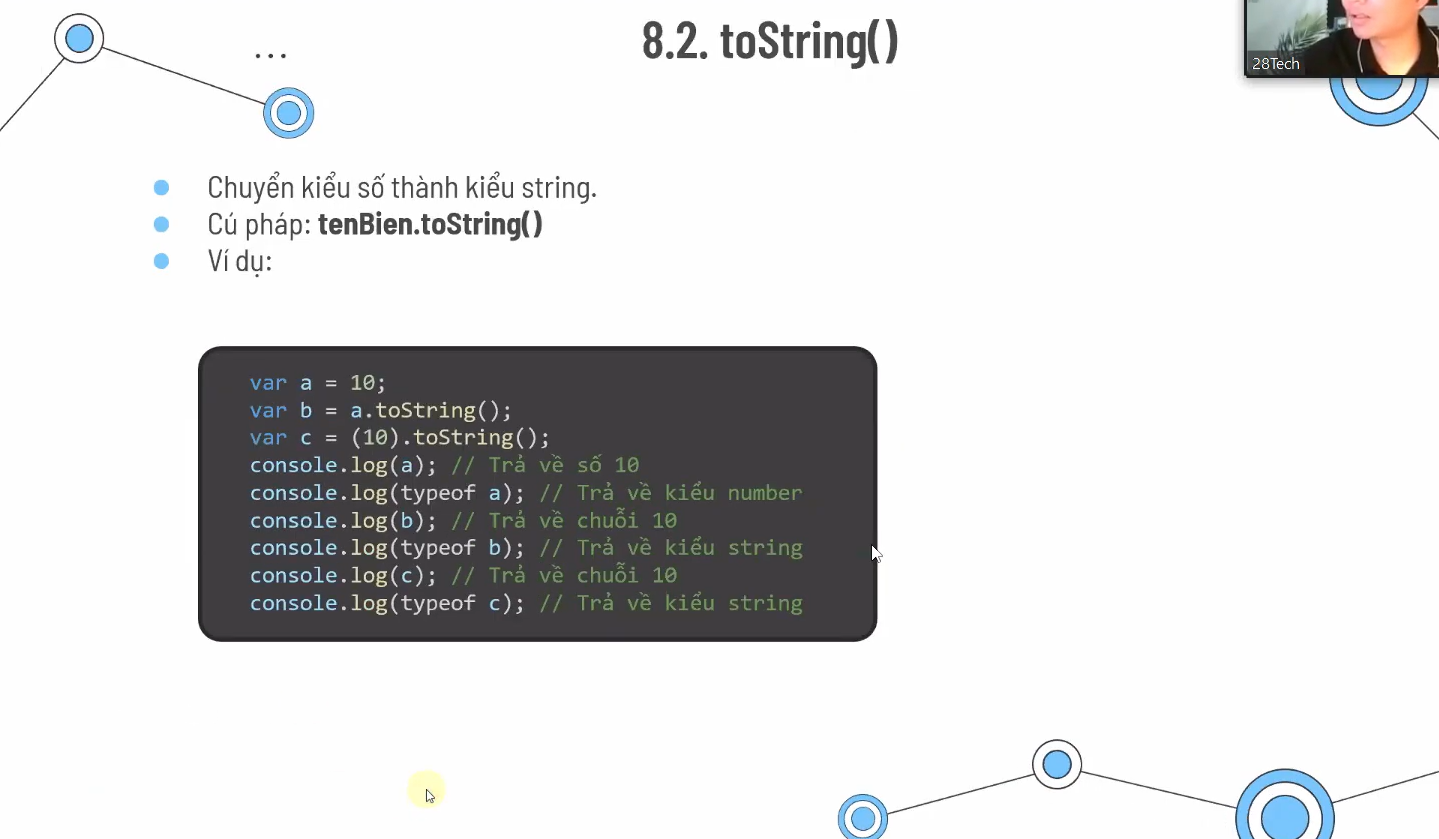 ...
8.2. toString()
28Tech
Chuyển kiểu số thành kiểu string.
Cú pháp: tenBien.toString()
Ví dụ:
var a = 10;
var b = a.toString();
var c = (10).toString();
console.log(a); // Trả về số 10
console.log(typeof a); // Trả về kiểu number
console.log(b); // Trả về chuỗi 10
console.log(typeof b); // Trả về kiểu string
console.log(c); // Trả về chuỗi 10
console.log(typeof c); // Trả về kiểu string